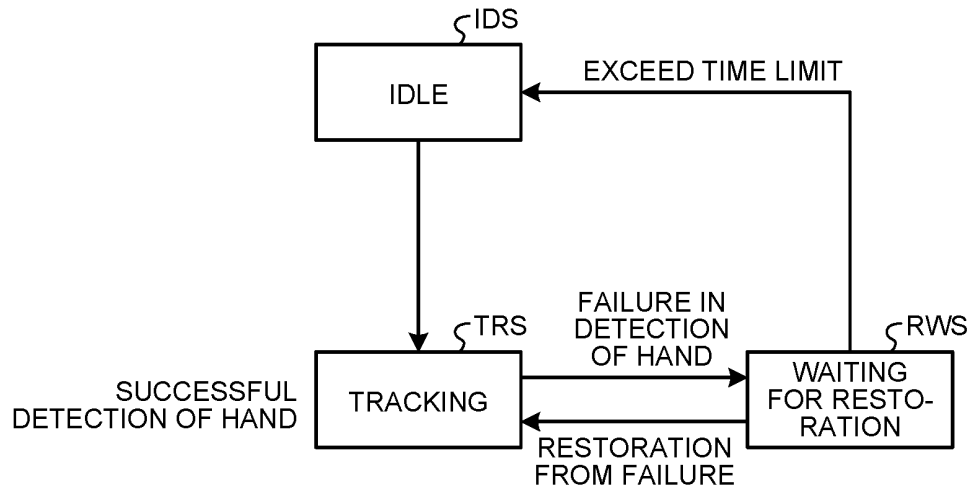 IDS
IDLE
EXCEED TIME LIMIT
TRS
FAILURE IN
DETECTION
OF HAND
RWS
SUCCESSFUL
DETECTION OF HAND
TRACKING
WAITING
FOR RESTO-
RATION
RESTORATION
FROM FAILURE